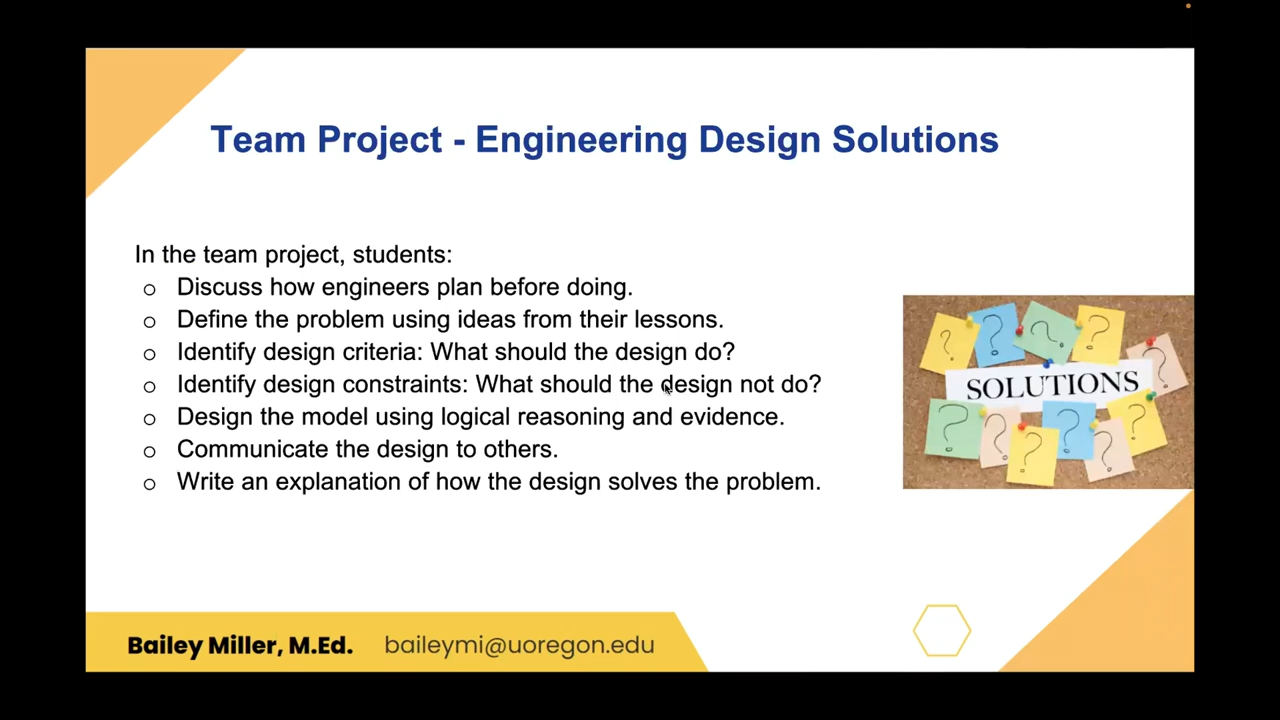 Team Project - Engineering Design Solutions
In the team project, students:
Discuss how engineers plan before doing.
Define the problem using ideas from their lessons.
Identify design criteria: What should the design do?
Identify design constraints: What should the design not do?
Design the model using logical reasoning and evidence.
Communicate the design to others.
Write an explanation of how the design solves the problem.
? ? ? ? ?
SOLUTIONS
? ? ? ? ? ?
Bailey Miller, M.Ed. baileymi@uoregon.edu